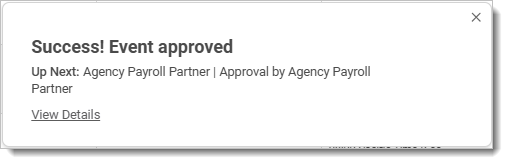 Success! Event approved
Up Next: Agency Payroll Partner | Approval by Agency Payroll
Partner
View Details